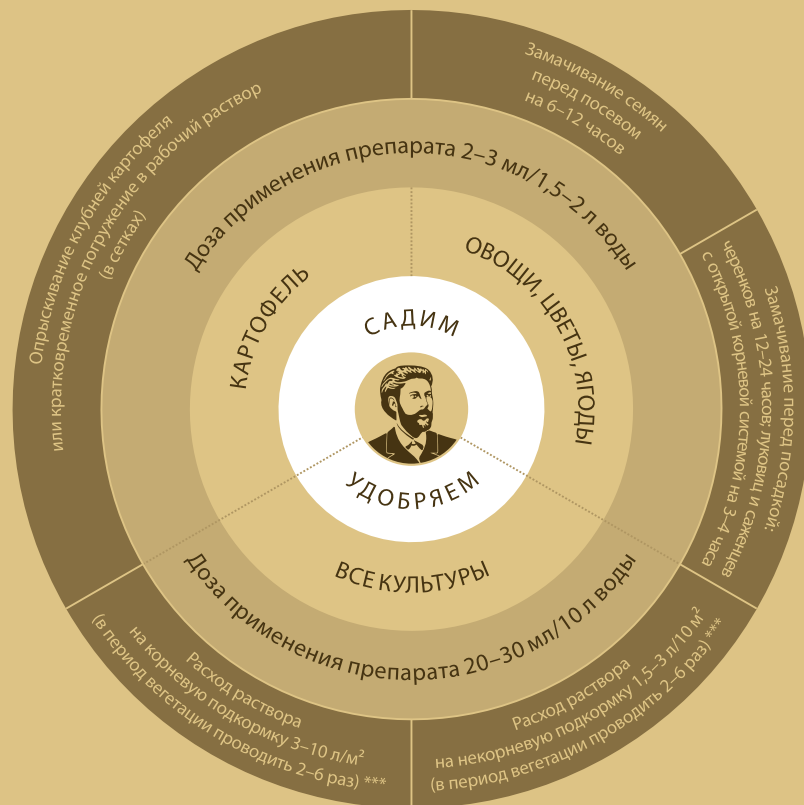 САДИМ
УДОБРЯЕМ
КАРТОФЕЛЬ
ОВОЩИ, ЦВЕТЫ, ЯГОДЫ
ВСЕ КУЛЬТУРЫ
Доза применения препарата 2–3 мл/1,5–2 л воды
Доза применения препарата 20–30 мл/10 л воды
Опрыскивание клубней картофеля
или кратковременное погружение в рабочий раствор
(в сетках)
Замачивание семян
перед посевом
на 6–12 часов
Замачивание перед посадкой:
черенков на 12–24 часов; луковиц и саженцев
с открытой корневой системой на 3–4 часа
Расход раствора
на корневую подкормку 3–10 л/м²
(в период вегетации проводить 2–6 раз) ***
Расход раствора
на некорневую подкормку 1,5–3 л/10 м²
(в период вегетации проводить 2–6 раз) ***